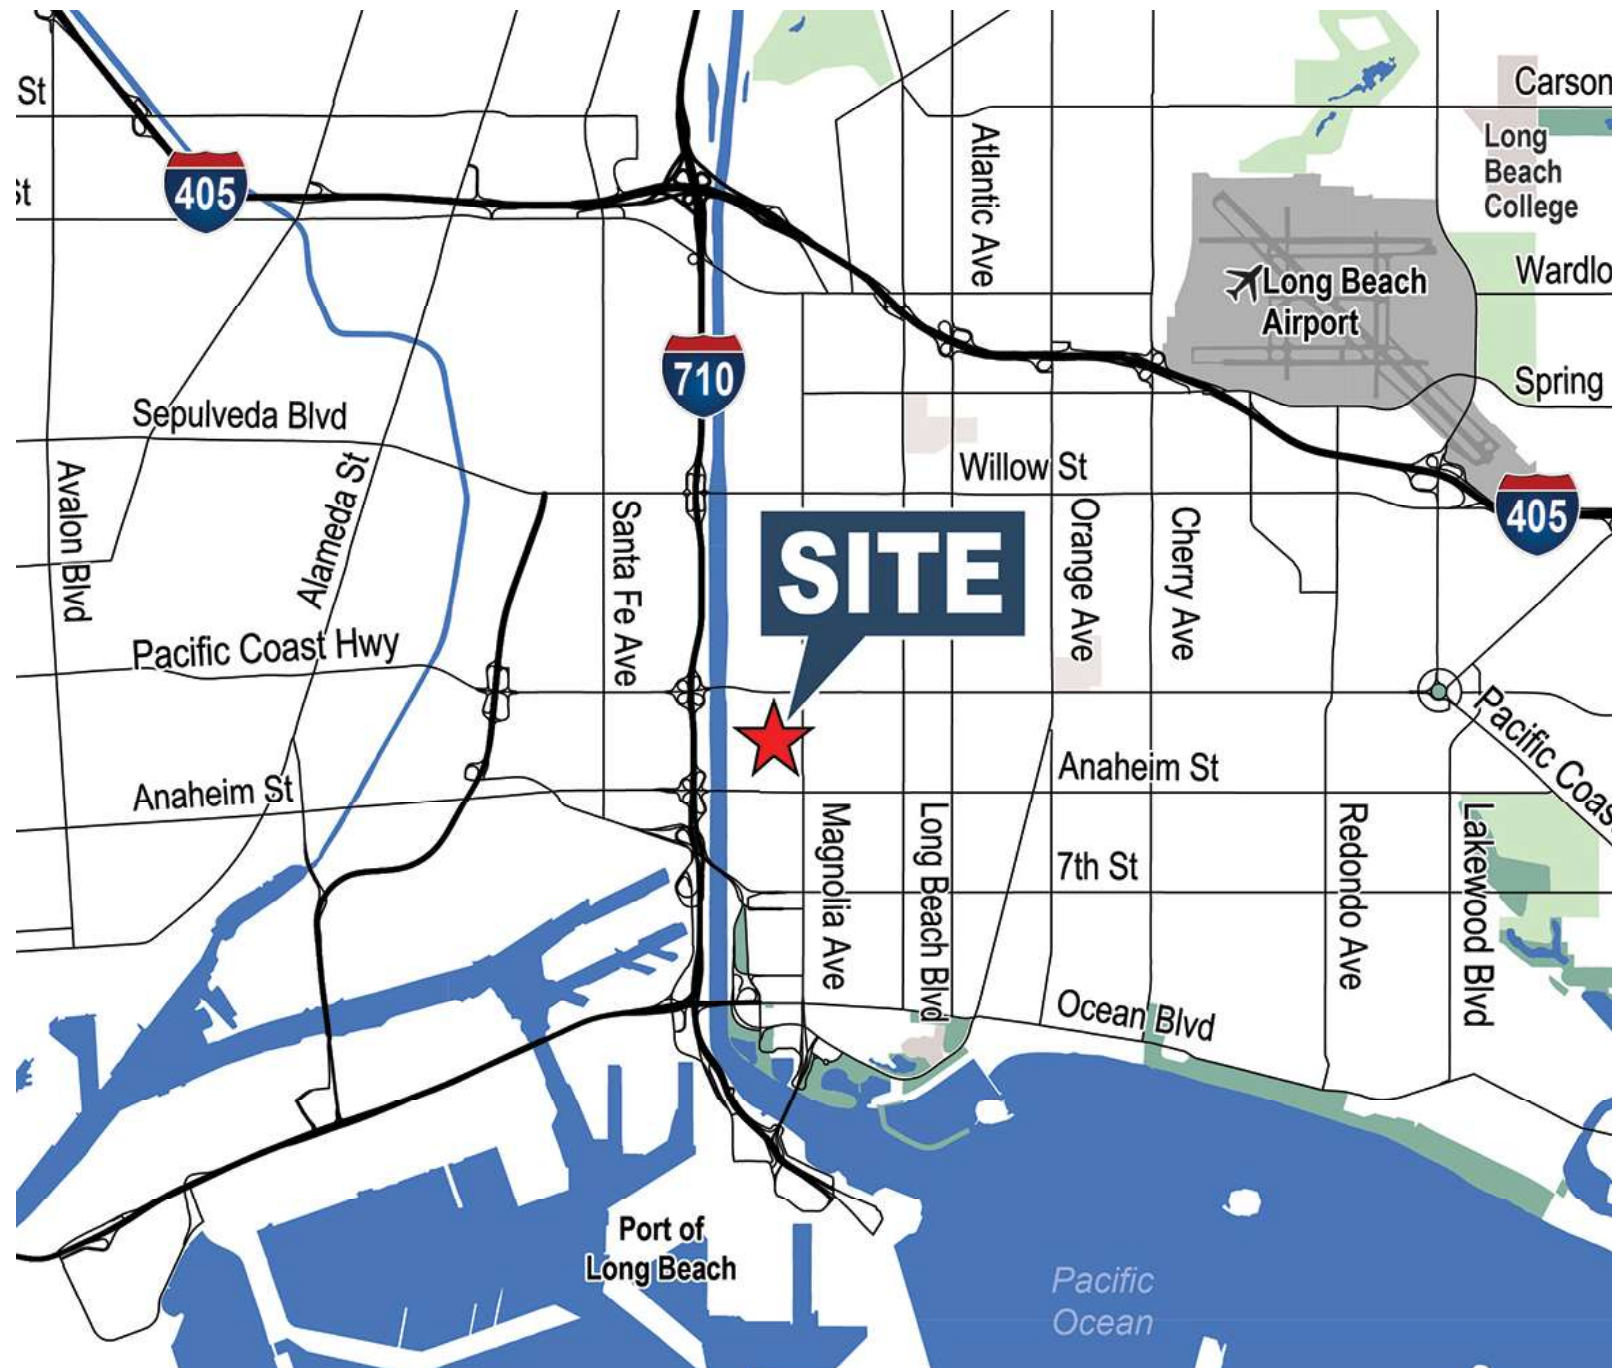 St
Carson
Long
Beach
College
Atlantic Ave
405
St
Wardlo
Long Beach
Airport
710
Spring
Sepulveda Blvd
Willow St
Avalon Blvd
Alameda St
Santa Fe Ave
Orange Ave
Cherry Ave
405
SITE
Pacific Coast Hwy
Pacific Coas
Anaheim St
Anaheim St
Magnolia Ave
Long Beach Blvd
7th St
Redondo Ave
Lakewood Blvd
Ocean Blvd
Port of
Long Beach
Pacific
Ocean